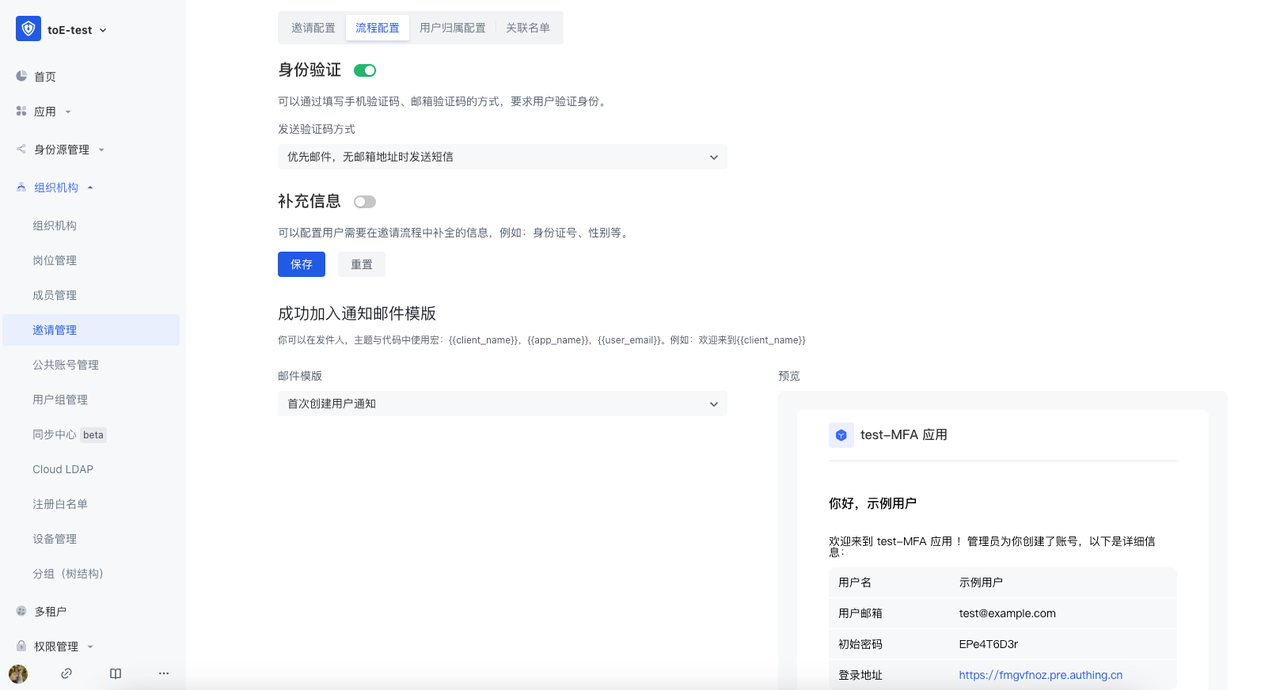 toE-test
首页
应用
身份源管理
组织机构
组织机构
岗位管理
成员管理
邀请管理
公共账号管理
用户组管理
同步中心 beta
Cloud LDAP
注册白名单
设备管理
分组（树结构）
多租户
权限管理
邀请配置 流程配置 用户归属配置 关联名单
身份验证
可以通过填写手机验证码、邮箱验证码的方式，要求用户验证身份。
发送验证码方式
优先邮件，无邮箱地址时发送短信
补充信息
可以配置用户需要在邀请流程中补全的信息，例如：身份证号、性别等。
保存 重置
成功加入通知邮件模版
你可以在发件人，主题与代码中使用宏：{{client_name}}，{{app_name}}，{{user_email}}。例如：欢迎来到{{client_name}}
邮件模版
首次创建用户通知
预览
test-MFA 应用
你好，示例用户
欢迎来到 test-MFA 应用 ！管理员为你创建了账号，以下是详细信
息：
用户名 示例用户
用户邮箱 test@example.com
初始密码 EPe4T6D3r
登录地址 https://fmgvfnoz.pre.authing.cn